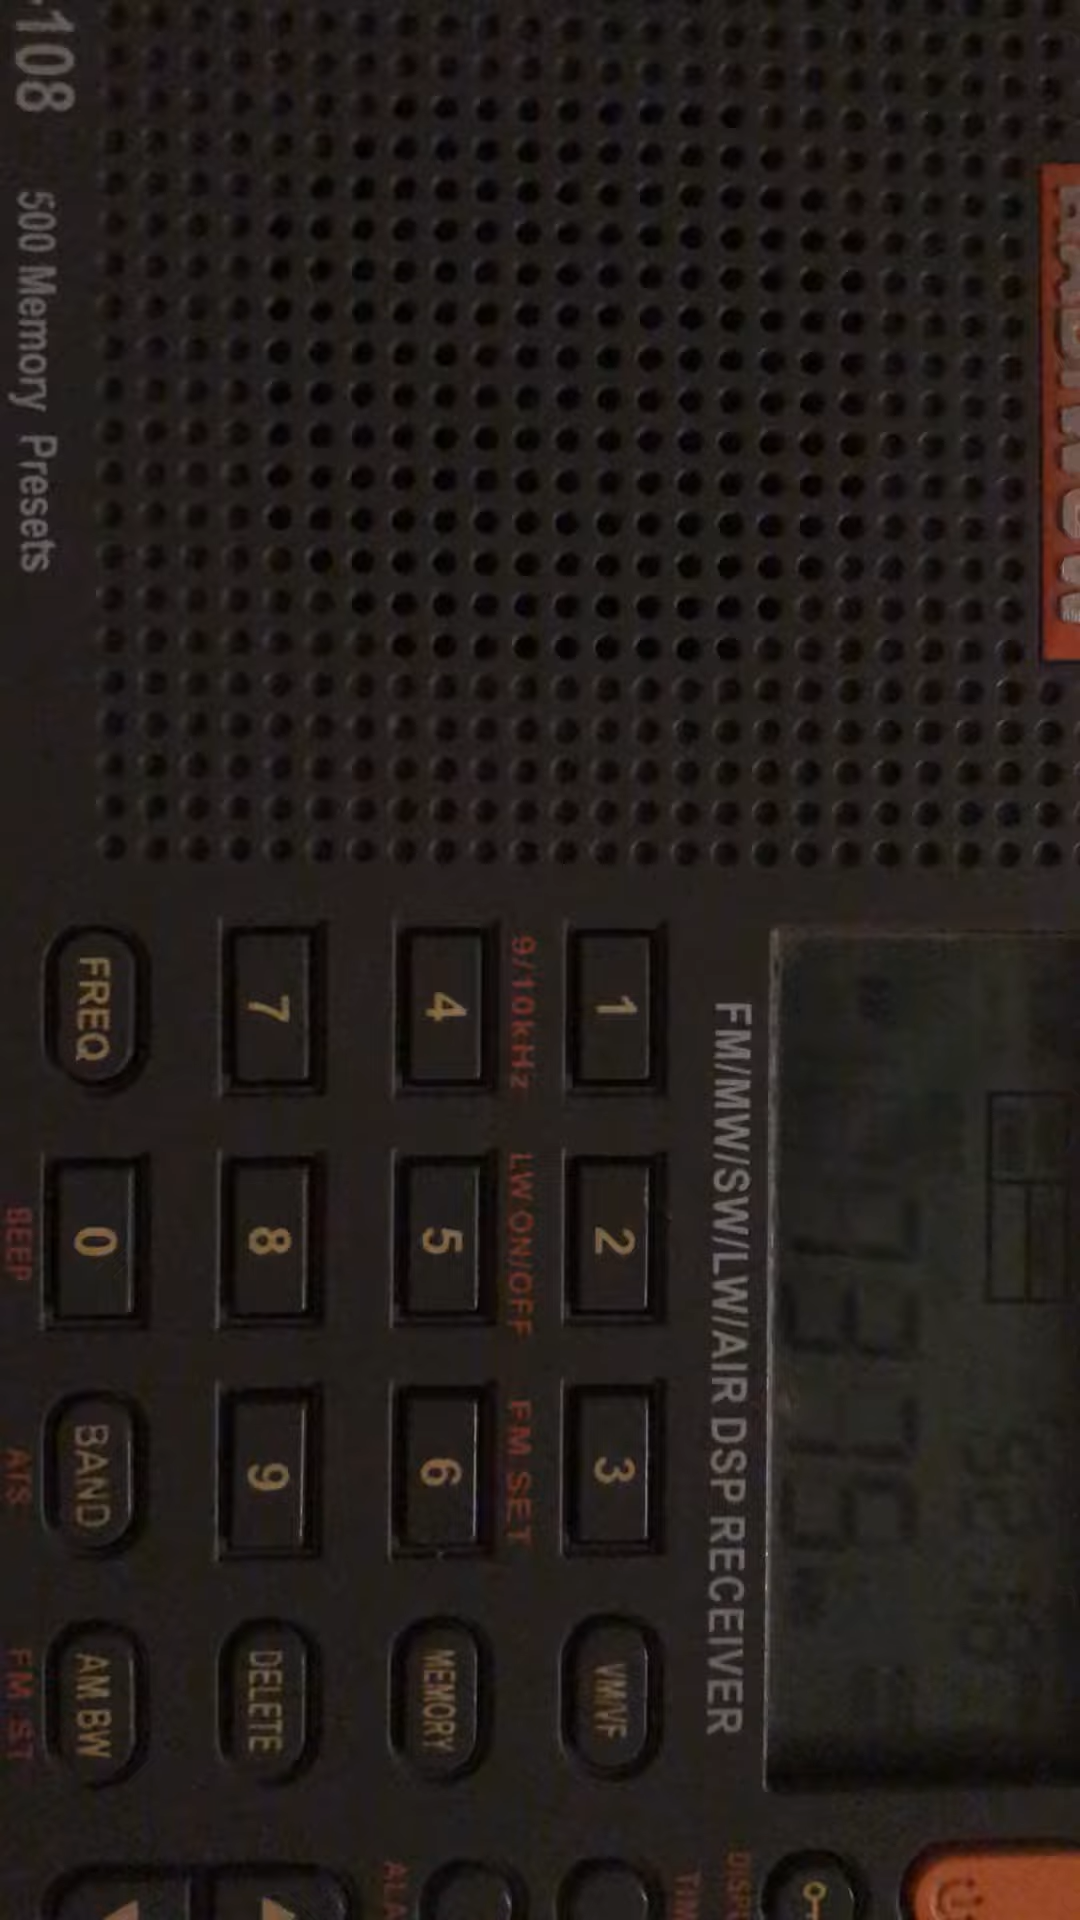 RADIWOW
FM/MW/SW/LW/AIR DSP RECEIVER
1 2 3 VM/VF
9/10kHz LW ON/OFF FM SET
4 5 6 MEMORY
7 8 9 DELETE
FREQ 0 BAND AM BW
BEEP ATS FM ST
-108 500 Memory Presets